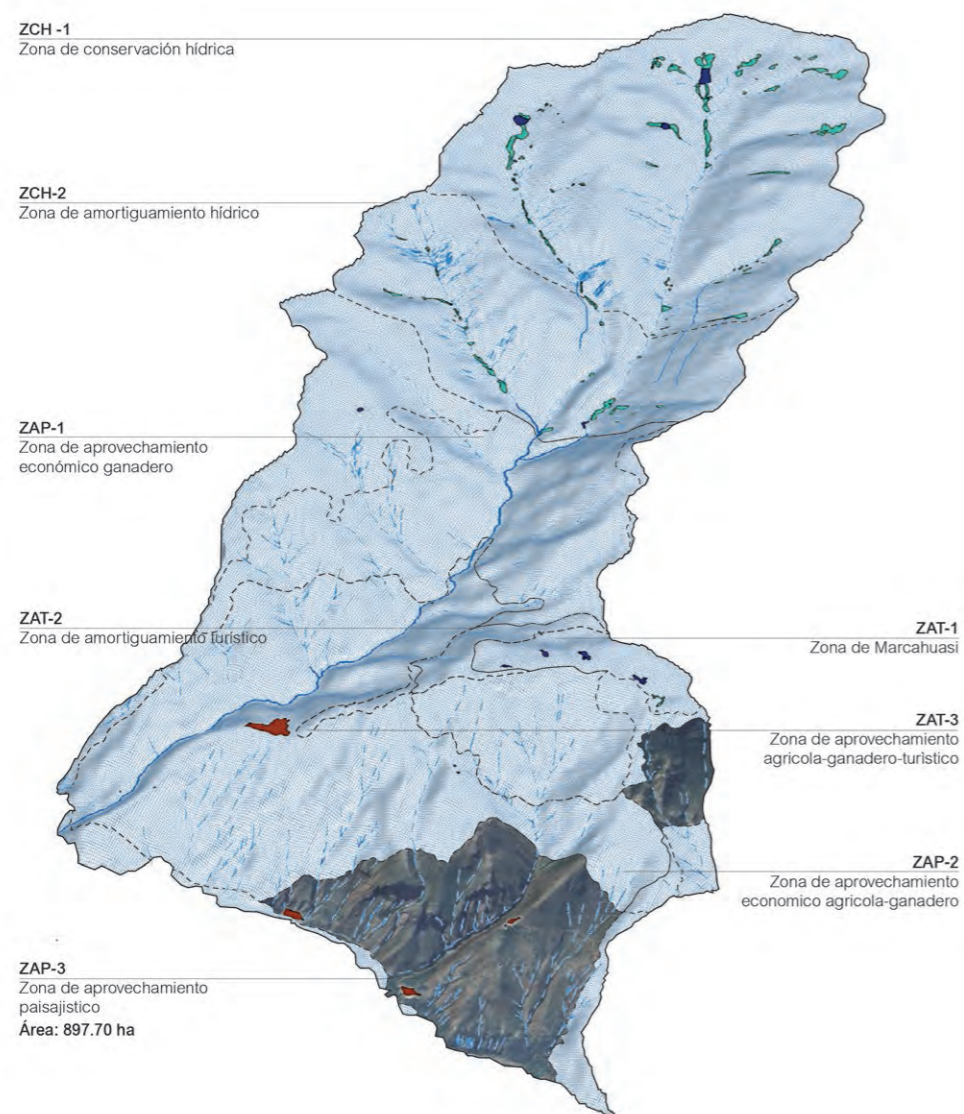 ZCH -1
Zona de conservación hídrica
ZCH-2
Zona de amortiguamiento hídrico
ZAP-1
Zona de aprovechamiento
económico ganadero
ZAT-2
Zona de amortiguamiento turístico
ZAT-1
Zona de Marcahuasi
ZAT-3
Zona de aprovechamiento
agricola-ganadero-turistico
ZAP-2
Zona de aprovechamiento
economico agricola-ganadero
ZAP-3
Zona de aprovechamiento
paisajistico
Área: 897.70 ha